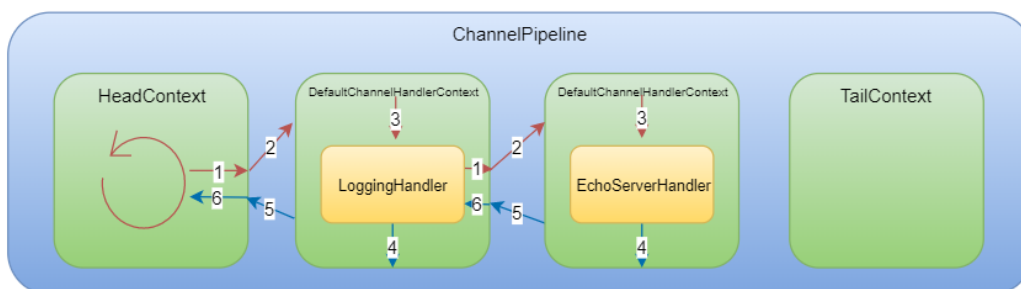 ChannelPipeline
HeadContext
DefaultChannelHandlerContext
DefaultChannelHandlerContext
TailContext
3
3
2
2
1
1
LoggingHandler
EchoServerHandler
6
6
5
5
4
4